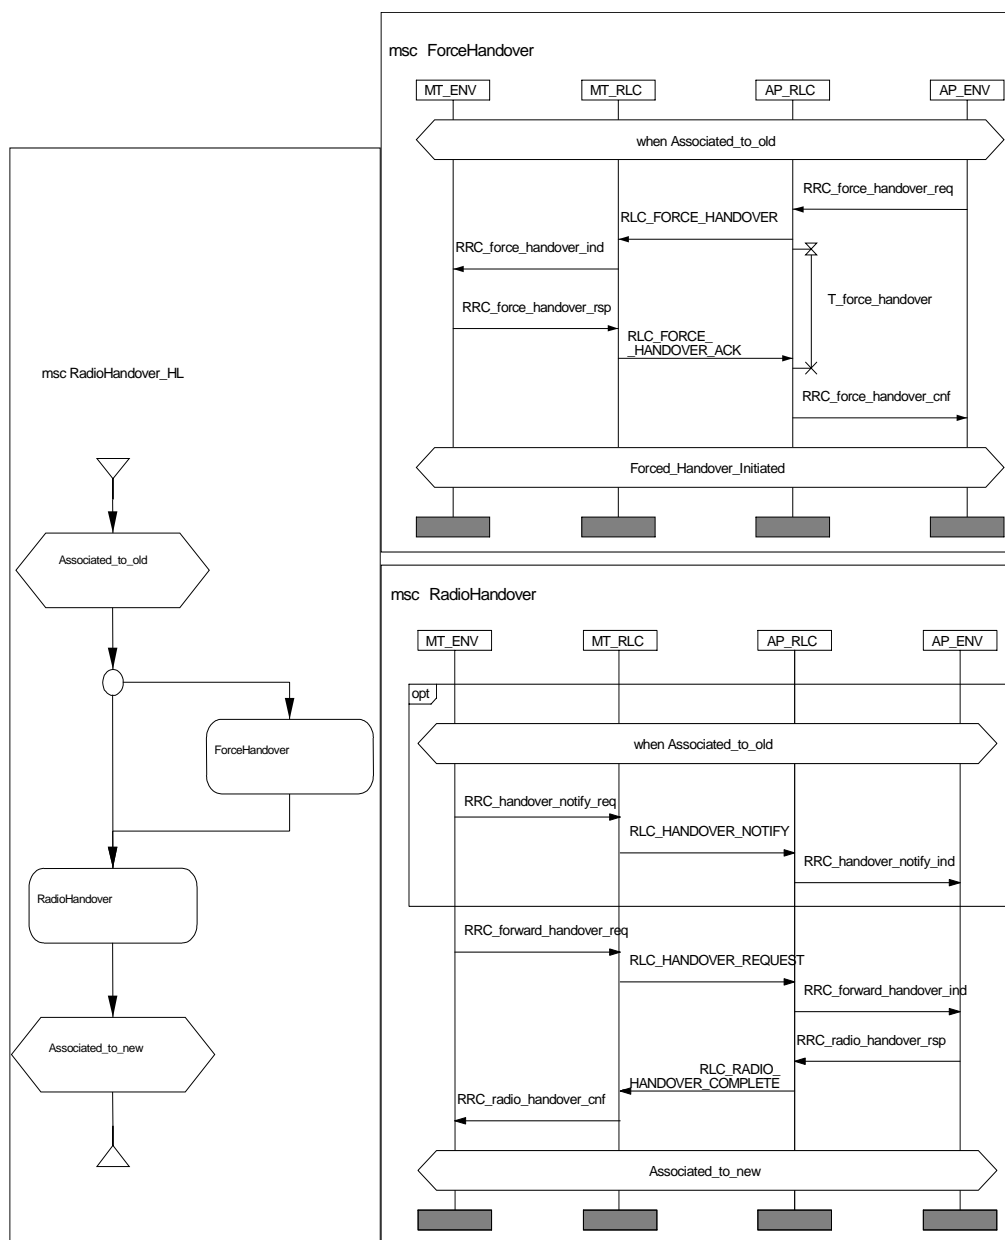 msc RadioHandover_HL
Associated_to_old
ForceHandover
RadioHandover
Associated_to_new
msc ForceHandover
MT_ENV
MT_RLC
AP_RLC
AP_ENV
when Associated_to_old
RRC_force_handover_req
RLC_FORCE_HANDOVER
RRC_force_handover_ind
T_force_handover
RRC_force_handover_rsp
RLC_FORCE_
_HANDOVER_ACK
RRC_force_handover_cnf
Forced_Handover_Initiated
msc RadioHandover
MT_ENV
MT_RLC
AP_RLC
AP_ENV
opt
when Associated_to_old
RRC_handover_notify_req
RLC_HANDOVER_NOTIFY
RRC_handover_notify_ind
RRC_forward_handover_req
RLC_HANDOVER_REQUEST
RRC_forward_handover_ind
RRC_radio_handover_rsp
RLC_RADIO_
HANDOVER_COMPLETE
RRC_radio_handover_cnf
Associated_to_new